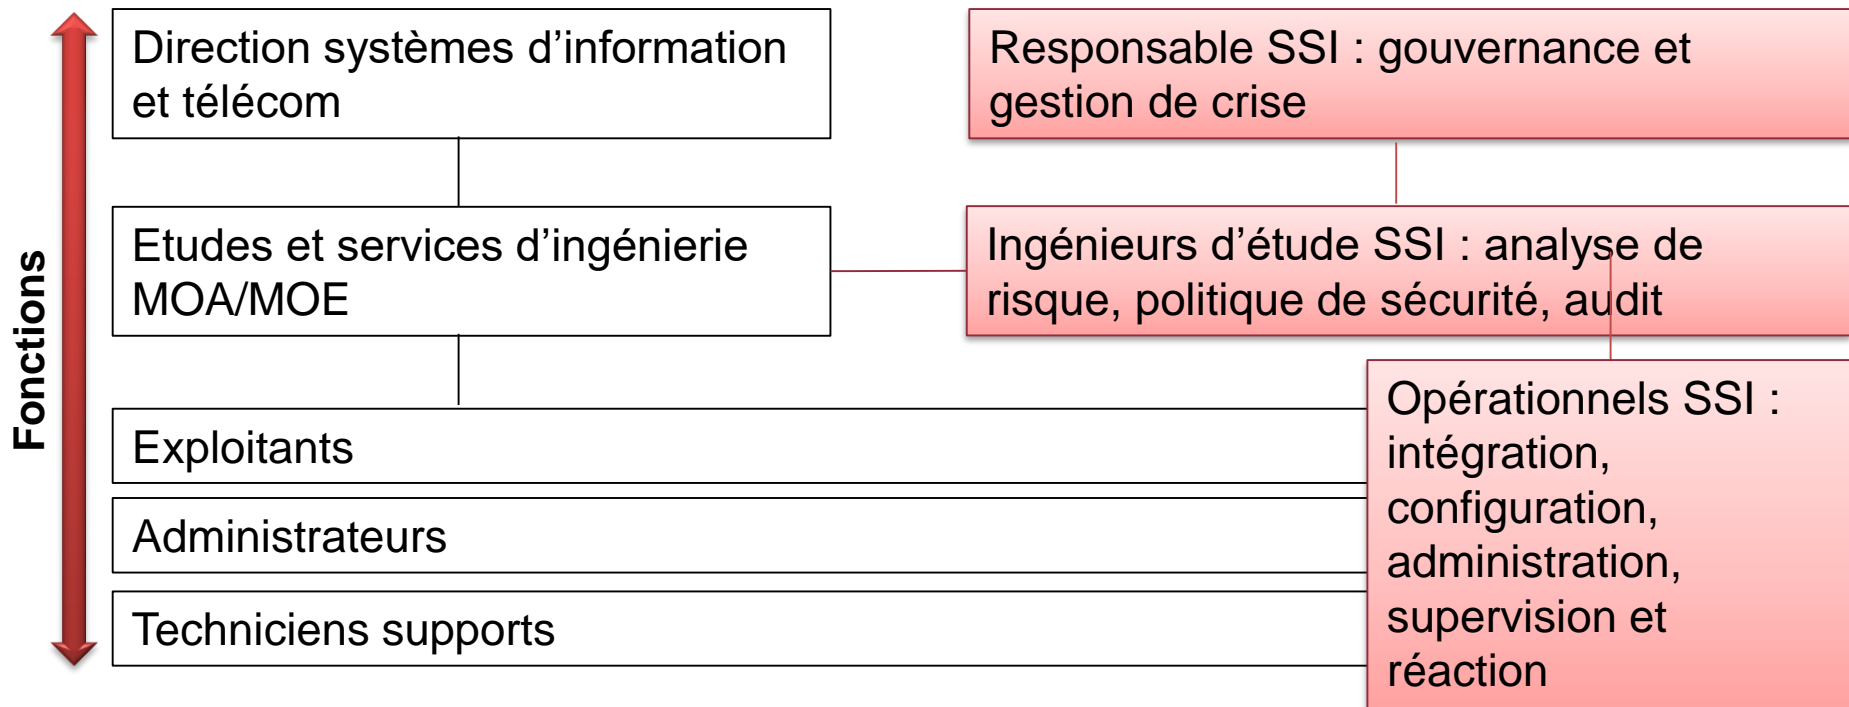 Fonctions
Direction systèmes d’information
et télécom
Responsable SSI : gouvernance et
gestion de crise
Etudes et services d’ingénierie
MOA/MOE
Ingénieurs d’étude SSI : analyse de
risque, politique de sécurité, audit
Exploitants
Administrateurs
Techniciens supports
Opérationnels SSI :
intégration,
configuration,
administration,
supervision et
réaction